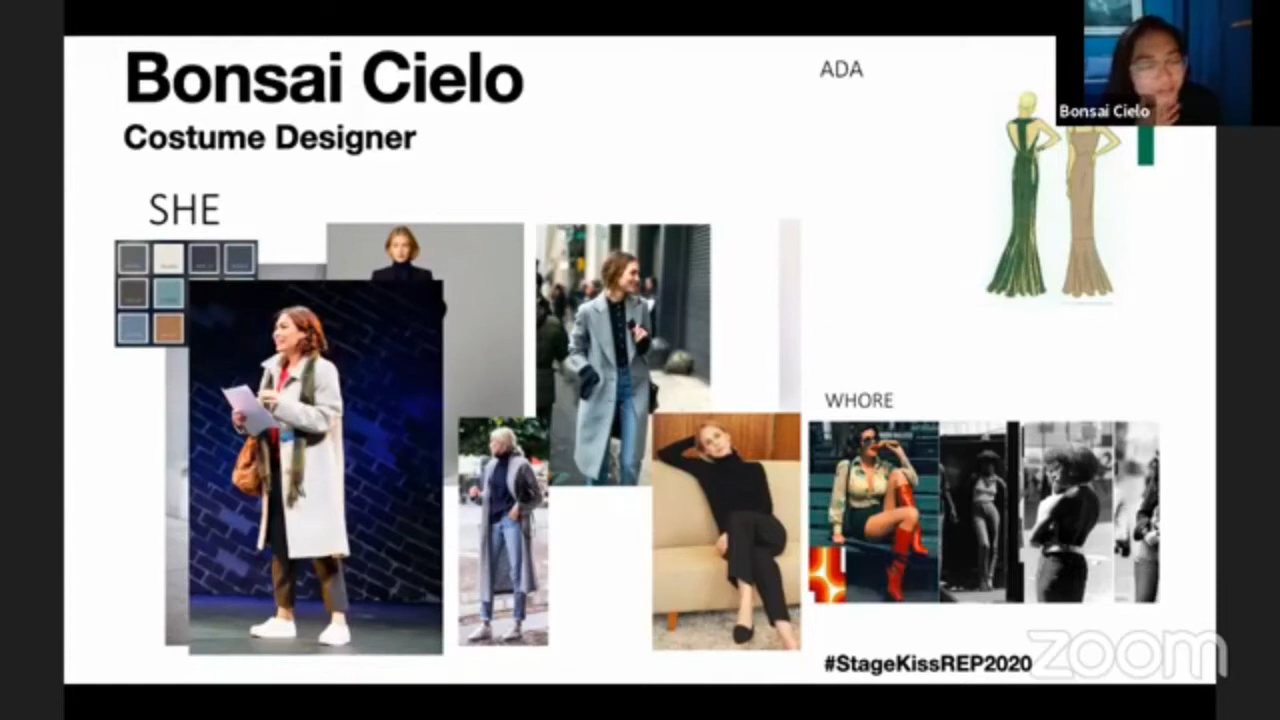 Bonsai Cielo
Costume Designer
SHE
ADA
Bonsai Cielo
WHORE
#StageKissREP2020
zoom